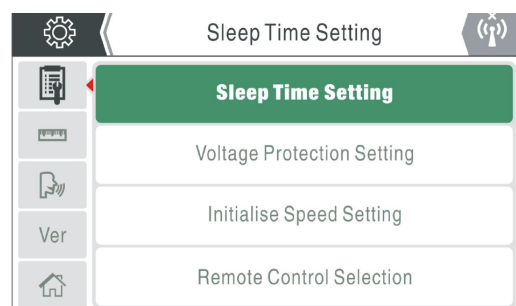 Sleep Time Setting
Sleep Time Setting
Voltage Protection Setting
Initialise Speed Setting
Ver
Remote Control Selection